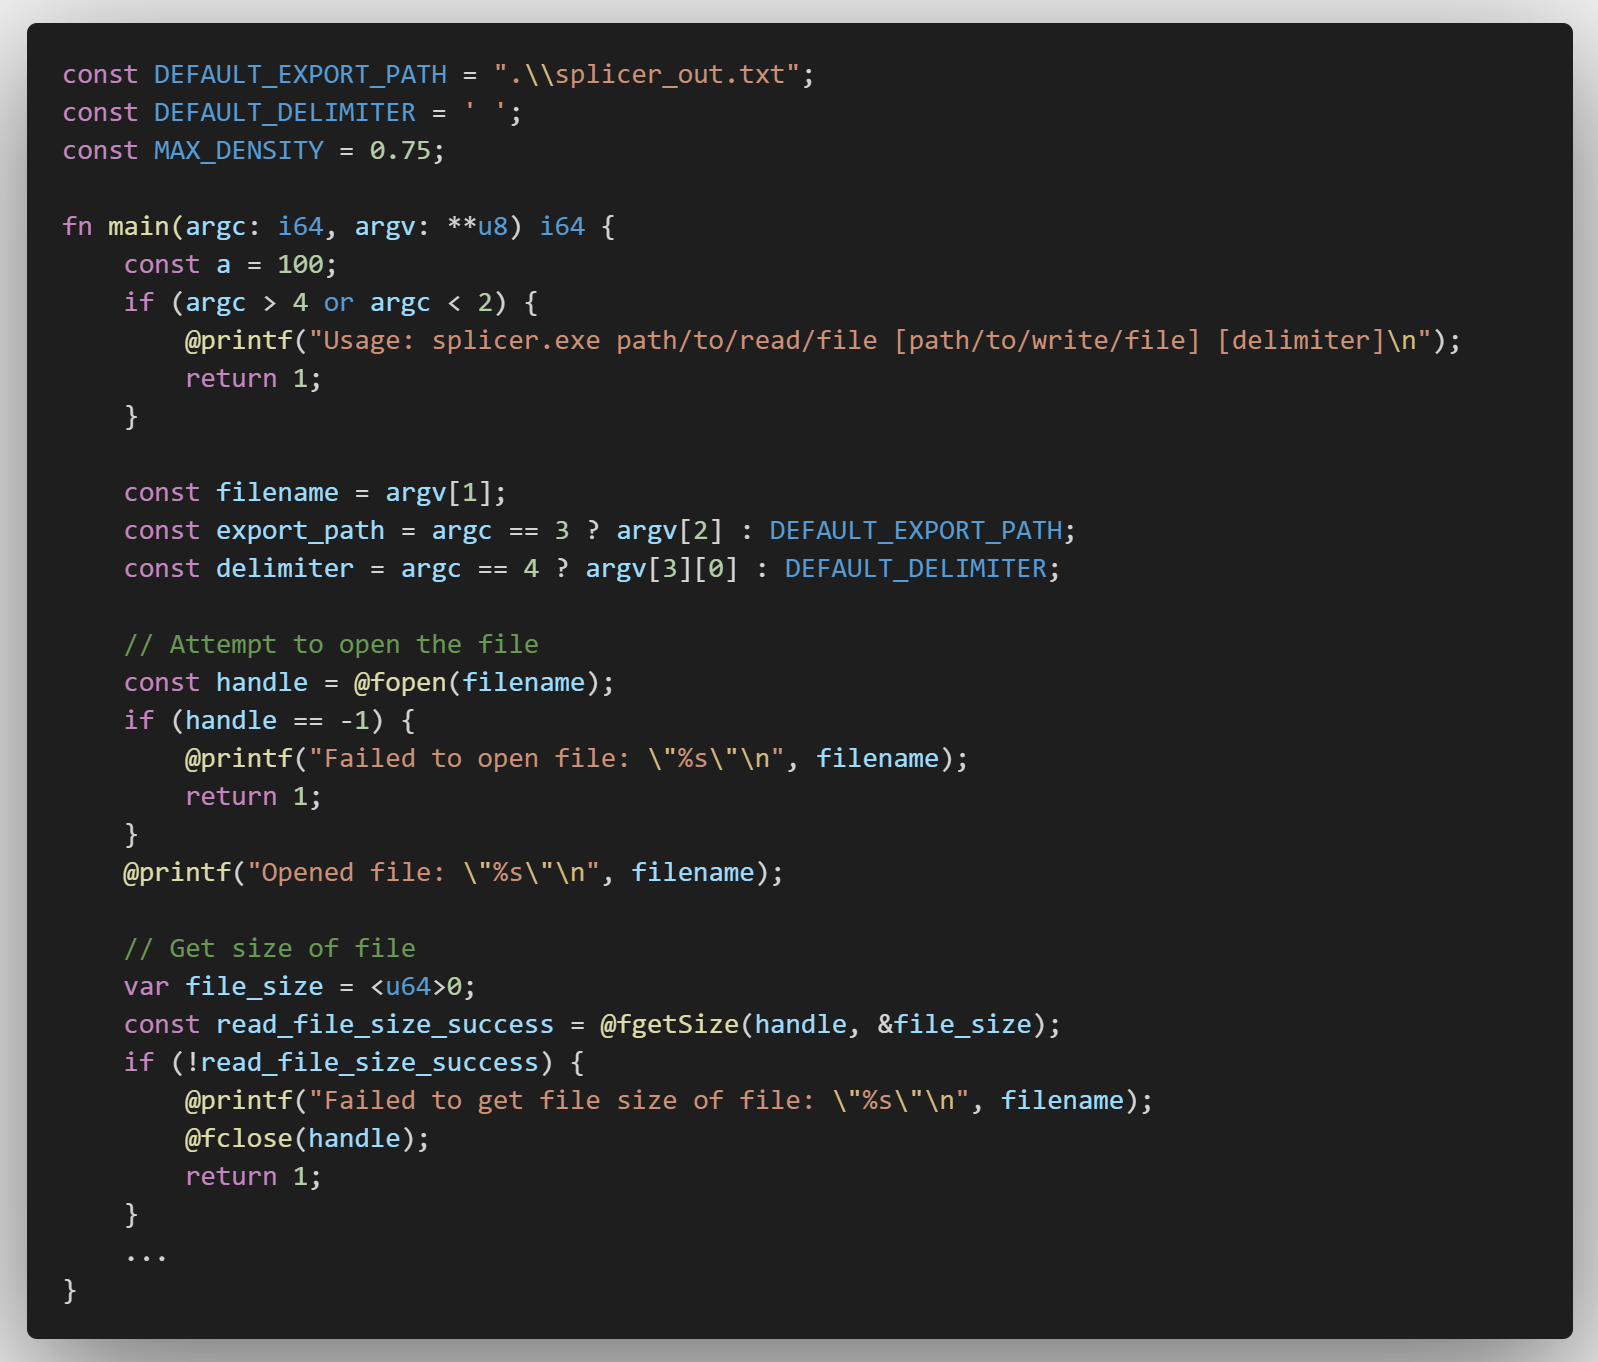 const DEFAULT_EXPORT_PATH = ".\\splicer_out.txt";
const DEFAULT_DELIMITER = ' ';
const MAX_DENSITY = 0.75;

fn main(argc: i64, argv: **u8) i64 {
    const a = 100;
    if (argc > 4 or argc < 2) {
        @printf("Usage: splicer.exe path/to/read/file [path/to/write/file] [delimiter]\n");
        return 1;
    }

    const filename = argv[1];
    const export_path = argc == 3 ? argv[2] : DEFAULT_EXPORT_PATH;
    const delimiter = argc == 4 ? argv[3][0] : DEFAULT_DELIMITER;

    // Attempt to open the file
    const handle = @fopen(filename);
    if (handle == -1) {
        @printf("Failed to open file: \"%s\"\n", filename);
        return 1;
    }
    @printf("Opened file: \"%s\"\n", filename);

    // Get size of file
    var file_size = <u64>0;
    const read_file_size_success = @fgetSize(handle, &file_size);
    if (!read_file_size_success) {
        @printf("Failed to get file size of file: \"%s\"\n", filename);
        @fclose(handle);
        return 1;
    }
    ...
}